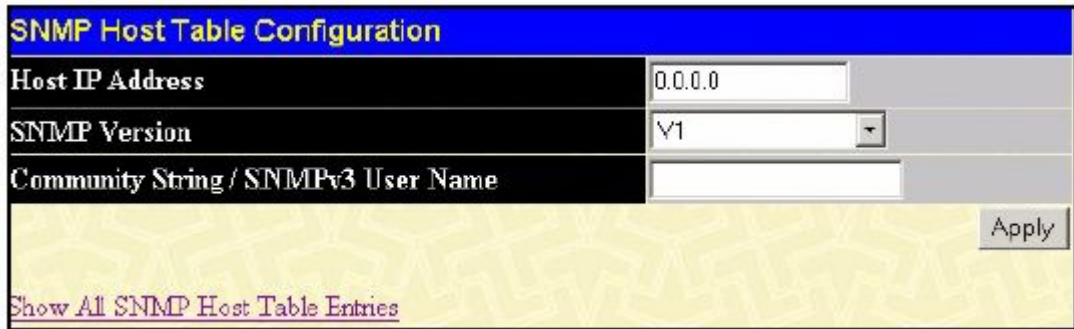 SNMP Host Table Configuration
Host IP Address 0.0.0.0
SNMP Version V1
Community String / SNMPv3 User Name
Apply
Show All SNMP Host Table Entries